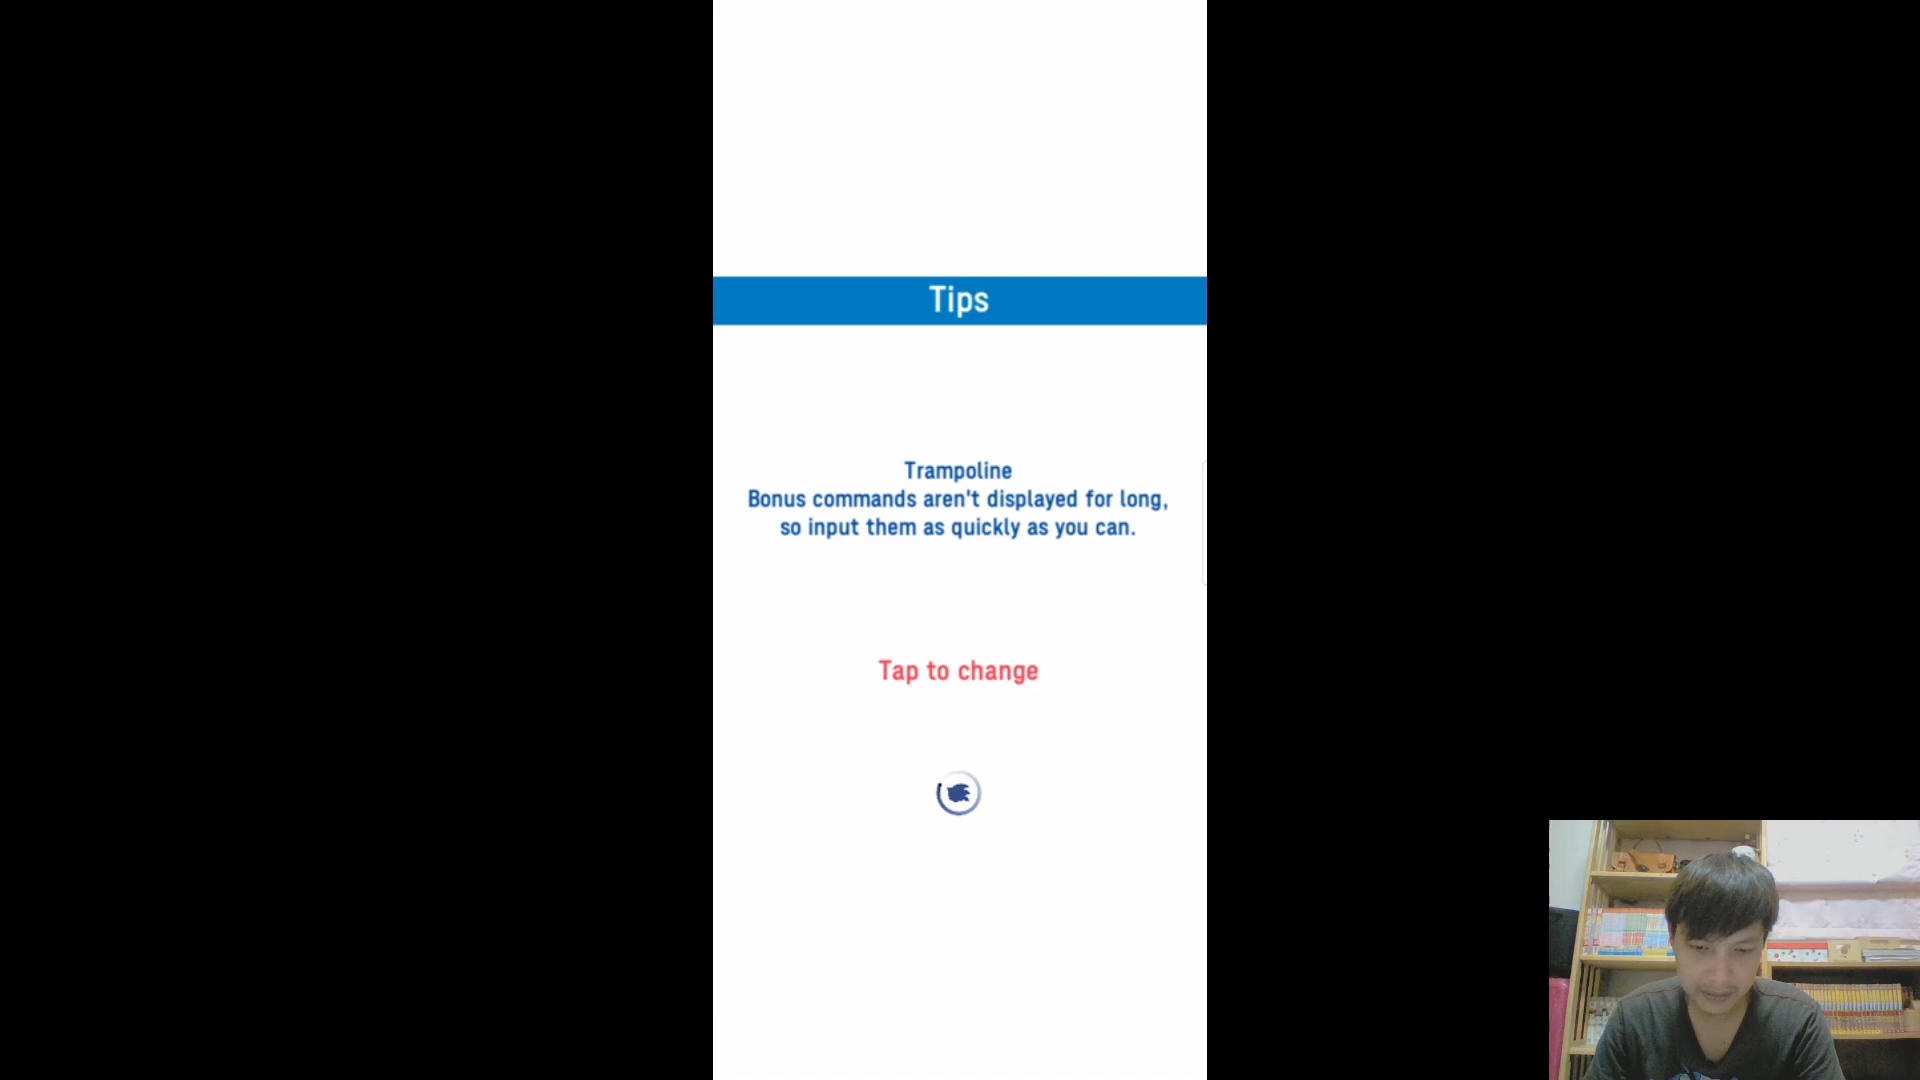 Tips
Trampoline
Bonus commands aren't displayed for long,
so input them as quickly as you can.
Tap to change